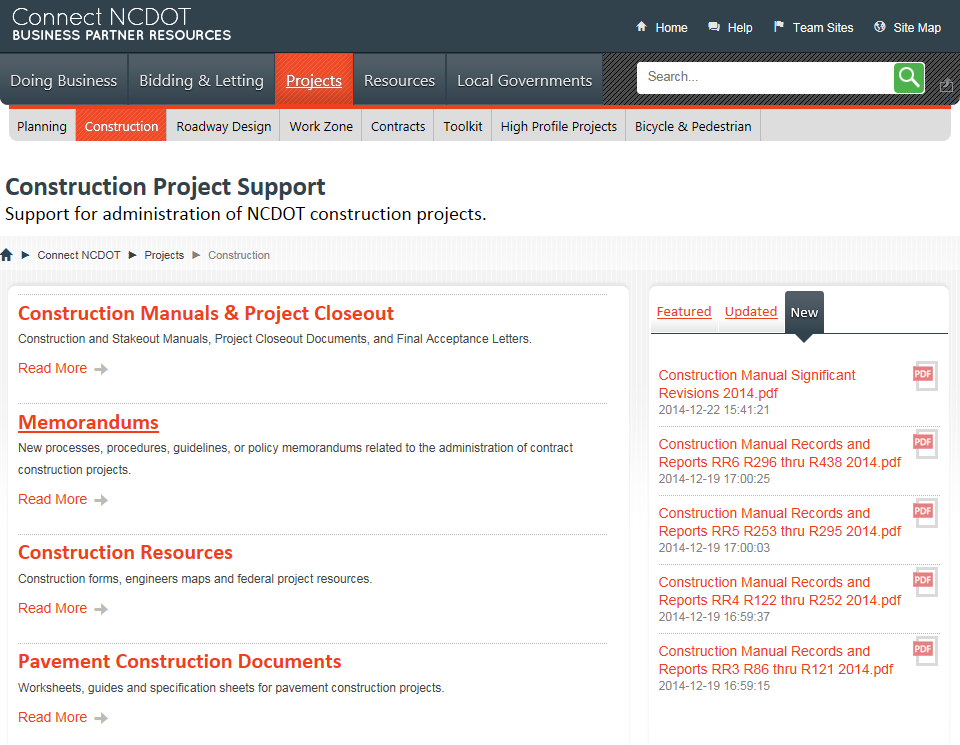 Connect NCDOT
BUSINESS PARTNER RESOURCES
Home Help Team Sites Site Map
Doing Business Bidding & Letting Projects Resources Local Governments
Search...
Planning Construction Roadway Design Work Zone Contracts Toolkit High Profile Projects Bicycle & Pedestrian
Construction Project Support
Support for administration of NCDOT construction projects.
Connect NCDOT Projects Construction
Construction Manuals & Project Closeout
Construction and Stakeout Manuals, Project Closeout Documents, and Final Acceptance Letters.
Read More
Memorandums
New processes, procedures, guidelines, or policy memorandums related to the administration of contract
construction projects.
Read More
Construction Resources
Construction forms, engineers maps and federal project resources.
Read More
Pavement Construction Documents
Worksheets, guides and specification sheets for pavement construction projects.
Read More
Featured Updated New
Construction Manual Significant
Revisions 2014.pdf
2014-12-22 15:41:21
PDF
Construction Manual Records and
Reports RR6 R296 thru R438 2014.pdf
2014-12-19 17:00:25
PDF
Construction Manual Records and
Reports RR5 R253 thru R295 2014.pdf
2014-12-19 17:00:03
PDF
Construction Manual Records and
Reports RR4 R122 thru R252 2014.pdf
2014-12-19 16:59:37
PDF
Construction Manual Records and
Reports RR3 R86 thru R121 2014.pdf
2014-12-19 16:59:15
PDF